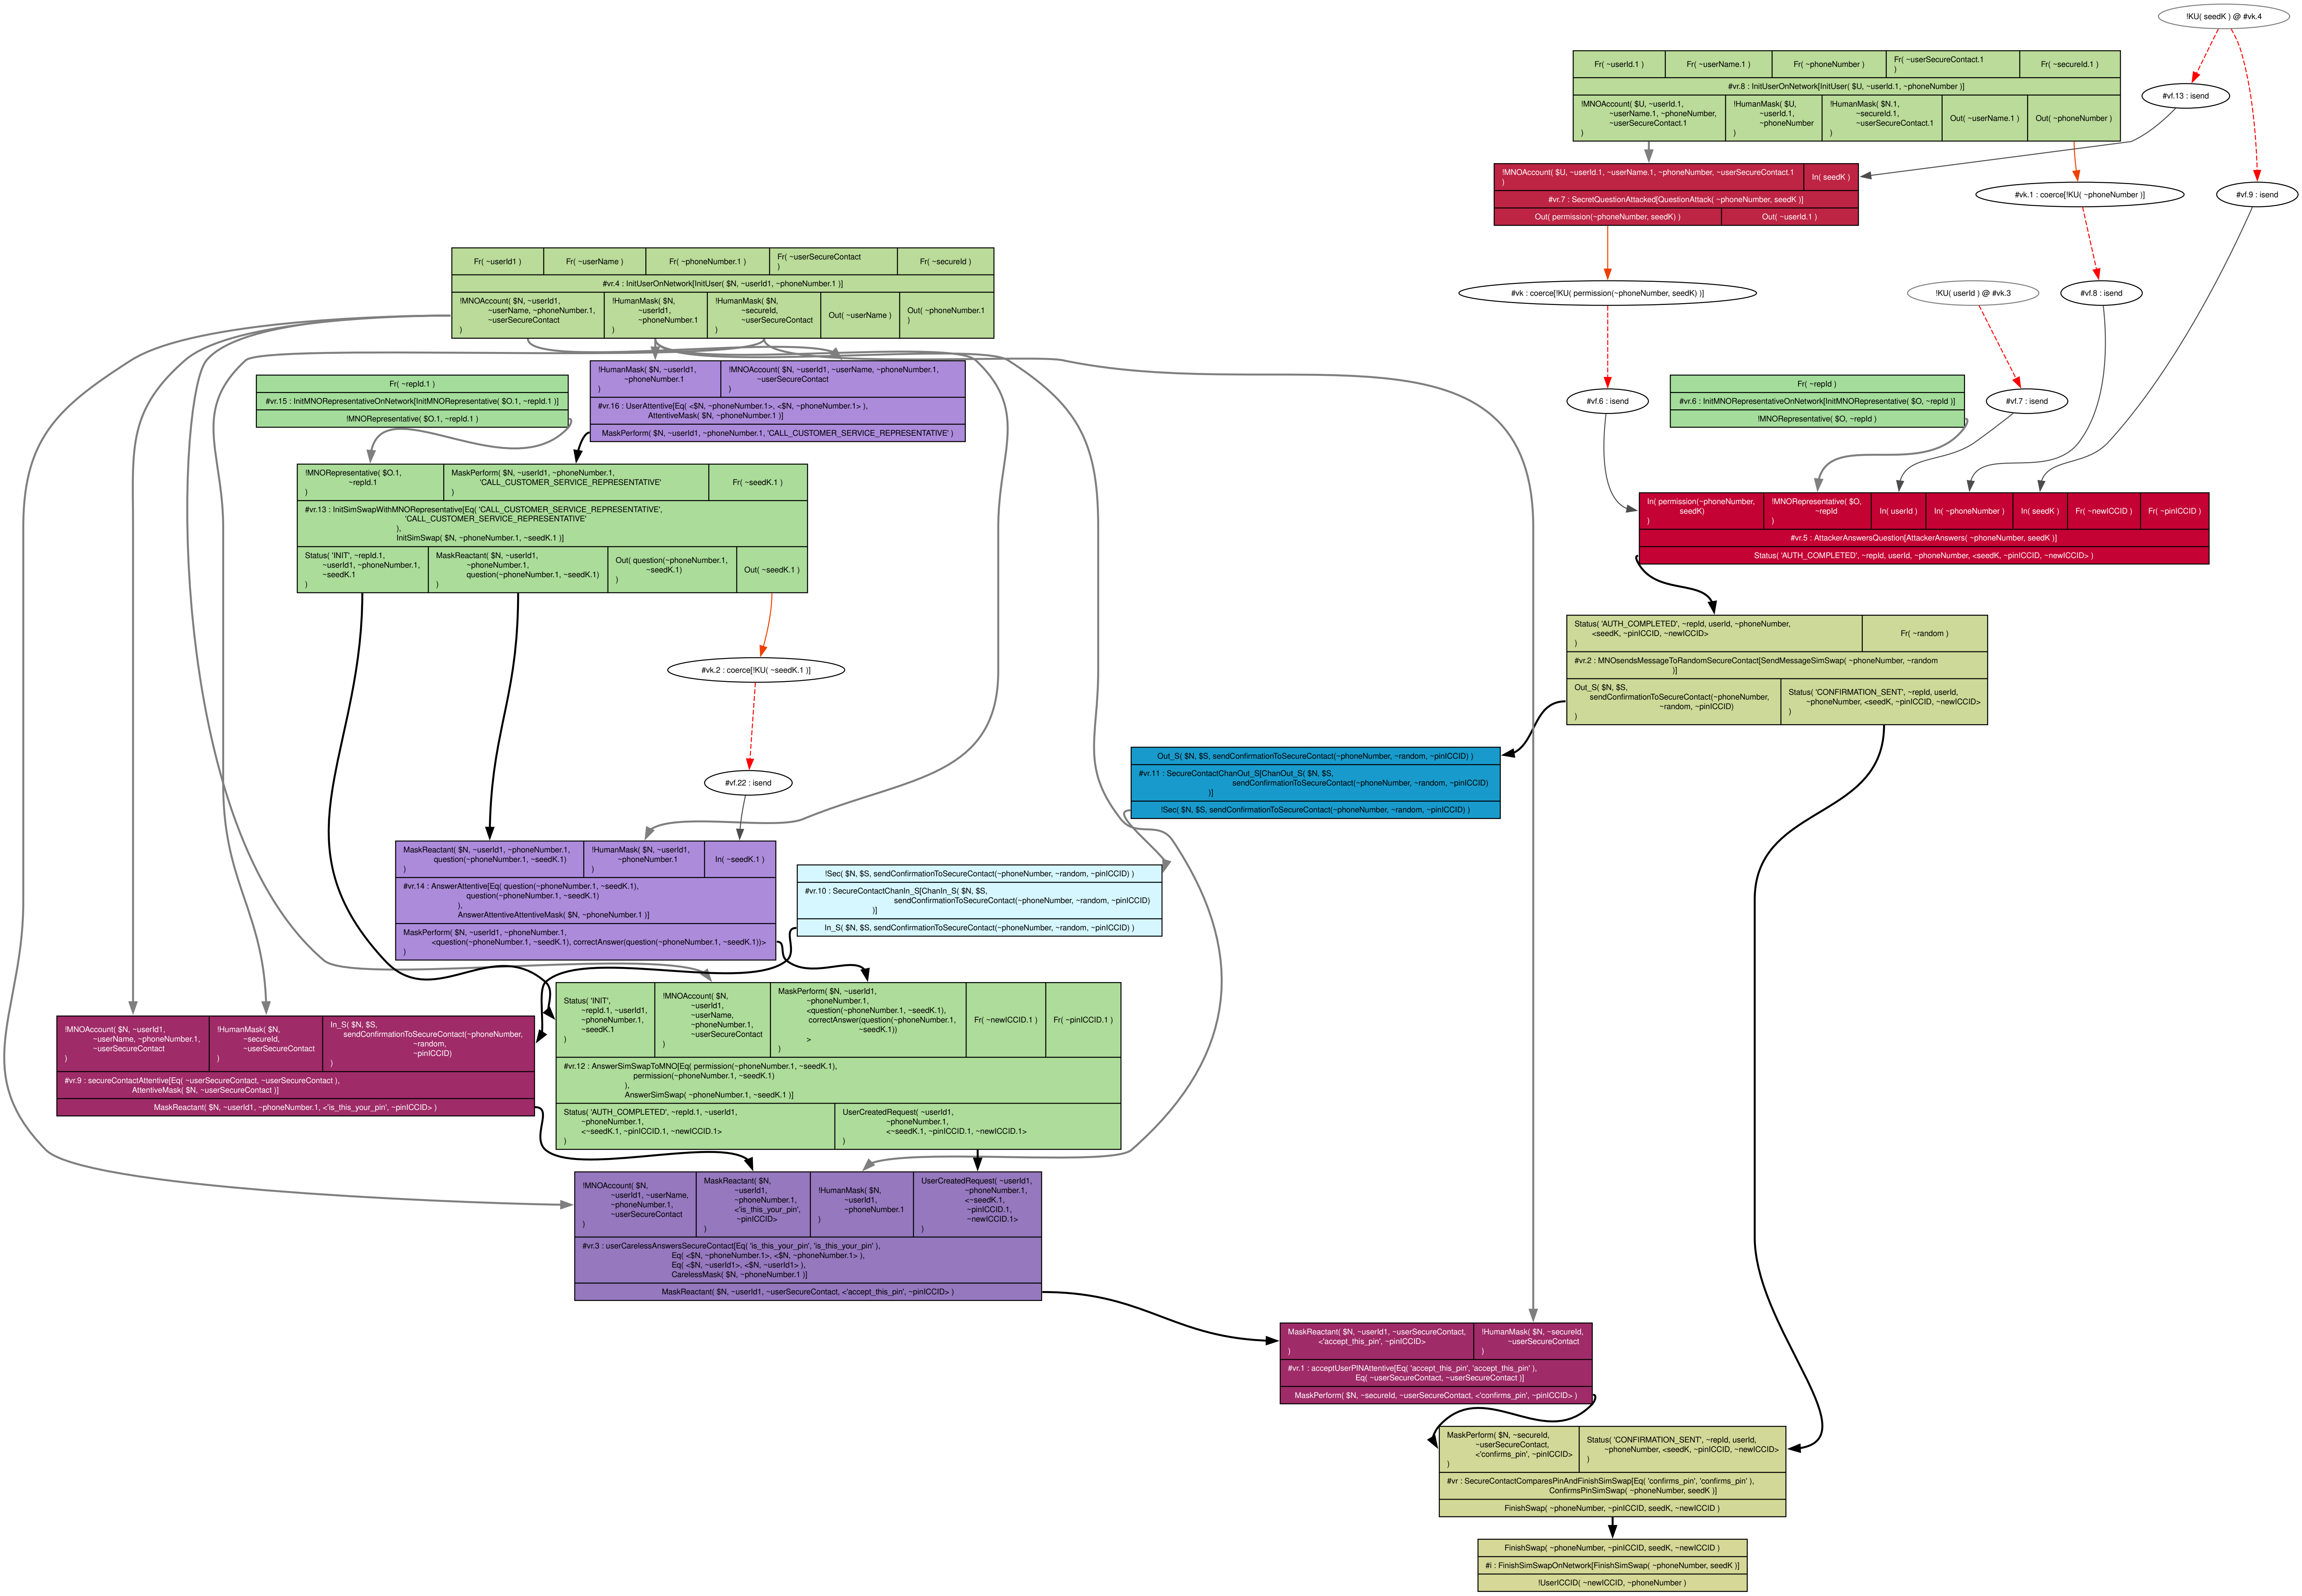 !KU( seedK ) @ #vk.4
Fr( ~userId.1 )
Fr( ~userName.1 )
Fr( ~phoneNumber )
Fr( ~userSecureContact.1
)
Fr( ~secureId.1 )
#vr.8 : InitUserOnNetwork[InitUser( $U, ~userId.1, ~phoneNumber )]
!MNOAccount( $U, ~userId.1,
~userName.1, ~phoneNumber,
~userSecureContact.1
)
!HumanMask( $U,
~userId.1,
~phoneNumber
)
!HumanMask( $N.1,
~secureId.1,
~userSecureContact.1
)
Out( ~userName.1 )
Out( ~phoneNumber )
#vf.13 : isend
!MNOAccount( $U, ~userId.1, ~userName.1, ~phoneNumber, ~userSecureContact.1
)
In( seedK )
#vr.7 : SecretQuestionAttacked[QuestionAttack( ~phoneNumber, seedK )]
Out( permission(~phoneNumber, seedK) )
Out( ~userId.1 )
#vk.1 : coerce[!KU( ~phoneNumber )]
#vf.9 : isend
Fr( ~userId1 )
Fr( ~userName )
Fr( ~phoneNumber.1 )
Fr( ~userSecureContact
)
Fr( ~secureId )
#vr.4 : InitUserOnNetwork[InitUser( $N, ~userId1, ~phoneNumber.1 )]
!MNOAccount( $N, ~userId1,
~userName, ~phoneNumber.1,
~userSecureContact
)
!HumanMask( $N,
~userId1,
~phoneNumber.1
)
!HumanMask( $N,
~secureId,
~userSecureContact
)
Out( ~userName )
Out( ~phoneNumber.1
)
#vk : coerce[!KU( permission(~phoneNumber, seedK) )]
!KU( userId ) @ #vk.3
#vf.8 : isend
Fr( ~repId.1 )
#vr.15 : InitMNORepresentativeOnNetwork[InitMNORepresentative( $O.1, ~repId.1 )]
!MNORepresentative( $O.1, ~repId.1 )
!HumanMask( $N, ~userId1,
~phoneNumber.1
)
!MNOAccount( $N, ~userId1, ~userName, ~phoneNumber.1,
~userSecureContact
)
#vr.16 : UserAttentive[Eq( <$N, ~phoneNumber.1>, <$N, ~phoneNumber.1> ),
AttentiveMask( $N, ~phoneNumber.1 )]
MaskPerform( $N, ~userId1, ~phoneNumber.1, 'CALL_CUSTOMER_SERVICE_REPRESENTATIVE' )
#vf.6 : isend
Fr( ~repId )
#vr.6 : InitMNORepresentativeOnNetwork[InitMNORepresentative( $O, ~repId )]
!MNORepresentative( $O, ~repId )
#vf.7 : isend
!MNORepresentative( $O.1,
~repId.1
)
MaskPerform( $N, ~userId1, ~phoneNumber.1,
'CALL_CUSTOMER_SERVICE_REPRESENTATIVE'
)
Fr( ~seedK.1 )
#vr.13 : InitSimSwapWithMNORepresentative[Eq( 'CALL_CUSTOMER_SERVICE_REPRESENTATIVE',
'CALL_CUSTOMER_SERVICE_REPRESENTATIVE'
),
InitSimSwap( $N, ~phoneNumber.1, ~seedK.1 )]
Status( 'INIT', ~repId.1,
~userId1, ~phoneNumber.1,
~seedK.1
)
MaskReactant( $N, ~userId1,
~phoneNumber.1,
question(~phoneNumber.1, ~seedK.1)
)
Out( question(~phoneNumber.1,
~seedK.1)
)
Out( ~seedK.1 )
In( permission(~phoneNumber,
seedK)
)
!MNORepresentative( $O,
~repId
)
In( userId )
In( ~phoneNumber )
In( seedK )
Fr( ~newICCID )
Fr( ~pinICCID )
#vr.5 : AttackerAnswersQuestion[AttackerAnswers( ~phoneNumber, seedK )]
Status( 'AUTH_COMPLETED', ~repId, userId, ~phoneNumber, <seedK, ~pinICCID, ~newICCID> )
Status( 'AUTH_COMPLETED', ~repId, userId, ~phoneNumber,
<seedK, ~pinICCID, ~newICCID>
)
Fr( ~random )
#vr.2 : MNOsendsMessageToRandomSecureContact[SendMessageSimSwap( ~phoneNumber, ~random
)]
Out_S( $N, $S,
sendConfirmationToSecureContact(~phoneNumber,
~random, ~pinICCID)
)
Status( 'CONFIRMATION_SENT', ~repId, userId,
~phoneNumber, <seedK, ~pinICCID, ~newICCID>
)
#vk.2 : coerce[!KU( ~seedK.1 )]
#vf.22 : isend
Out_S( $N, $S, sendConfirmationToSecureContact(~phoneNumber, ~random, ~pinICCID) )
#vr.11 : SecureContactChanOut_S[ChanOut_S( $N, $S,
sendConfirmationToSecureContact(~phoneNumber, ~random, ~pinICCID)
)]
!Sec( $N, $S, sendConfirmationToSecureContact(~phoneNumber, ~random, ~pinICCID) )
MaskReactant( $N, ~userId1, ~phoneNumber.1,
question(~phoneNumber.1, ~seedK.1)
)
!HumanMask( $N, ~userId1,
~phoneNumber.1
)
In( ~seedK.1 )
#vr.14 : AnswerAttentive[Eq( question(~phoneNumber.1, ~seedK.1),
question(~phoneNumber.1, ~seedK.1)
),
AnswerAttentiveAttentiveMask( $N, ~phoneNumber.1 )]
MaskPerform( $N, ~userId1, ~phoneNumber.1,
<question(~phoneNumber.1, ~seedK.1), correctAnswer(question(~phoneNumber.1, ~seedK.1))>
)
!Sec( $N, $S, sendConfirmationToSecureContact(~phoneNumber, ~random, ~pinICCID) )
#vr.10 : SecureContactChanIn_S[ChanIn_S( $N, $S,
sendConfirmationToSecureContact(~phoneNumber, ~random, ~pinICCID)
)]
In_S( $N, $S, sendConfirmationToSecureContact(~phoneNumber, ~random, ~pinICCID) )
!MNOAccount( $N, ~userId1,
~userName, ~phoneNumber.1,
~userSecureContact
)
!HumanMask( $N,
~secureId,
~userSecureContact
)
In_S( $N, $S,
sendConfirmationToSecureContact(~phoneNumber,
~random,
~pinICCID)
)
#vr.9 : secureContactAttentive[Eq( ~userSecureContact, ~userSecureContact ),
AttentiveMask( $N, ~userSecureContact )]
MaskReactant( $N, ~userId1, ~phoneNumber.1, <'is_this_your_pin', ~pinICCID> )
Status( 'INIT',
~repId.1, ~userId1,
~phoneNumber.1,
~seedK.1
)
!MNOAccount( $N,
~userId1,
~userName,
~phoneNumber.1,
~userSecureContact
)
MaskPerform( $N, ~userId1,
~phoneNumber.1,
<question(~phoneNumber.1, ~seedK.1),
correctAnswer(question(~phoneNumber.1,
~seedK.1))
>
)
Fr( ~newICCID.1 )
Fr( ~pinICCID.1 )
#vr.12 : AnswerSimSwapToMNO[Eq( permission(~phoneNumber.1, ~seedK.1),
permission(~phoneNumber.1, ~seedK.1)
),
AnswerSimSwap( ~phoneNumber.1, ~seedK.1 )]
Status( 'AUTH_COMPLETED', ~repId.1, ~userId1,
~phoneNumber.1,
<~seedK.1, ~pinICCID.1, ~newICCID.1>
)
UserCreatedRequest( ~userId1,
~phoneNumber.1,
<~seedK.1, ~pinICCID.1, ~newICCID.1>
)
!MNOAccount( $N,
~userId1, ~userName,
~phoneNumber.1,
~userSecureContact
)
MaskReactant( $N,
~userId1,
~phoneNumber.1,
<'is_this_your_pin',
~pinICCID>
)
!HumanMask( $N,
~userId1,
~phoneNumber.1
)
UserCreatedRequest( ~userId1,
~phoneNumber.1,
<~seedK.1,
~pinICCID.1,
~newICCID.1>
)
#vr.3 : userCarelessAnswersSecureContact[Eq( 'is_this_your_pin', 'is_this_your_pin' ),
Eq( <$N, ~phoneNumber.1>, <$N, ~phoneNumber.1> ),
Eq( <$N, ~userId1>, <$N, ~userId1> ),
CarelessMask( $N, ~phoneNumber.1 )]
MaskReactant( $N, ~userId1, ~userSecureContact, <'accept_this_pin', ~pinICCID> )
MaskReactant( $N, ~userId1, ~userSecureContact,
<'accept_this_pin', ~pinICCID>
)
!HumanMask( $N, ~secureId,
~userSecureContact
)
#vr.1 : acceptUserPINAttentive[Eq( 'accept_this_pin', 'accept_this_pin' ),
Eq( ~userSecureContact, ~userSecureContact )]
MaskPerform( $N, ~secureId, ~userSecureContact, <'confirms_pin', ~pinICCID> )
MaskPerform( $N, ~secureId,
~userSecureContact,
<'confirms_pin', ~pinICCID>
)
Status( 'CONFIRMATION_SENT', ~repId, userId,
~phoneNumber, <seedK, ~pinICCID, ~newICCID>
)
#vr : SecureContactComparesPinAndFinishSimSwap[Eq( 'confirms_pin', 'confirms_pin' ),
ConfirmsPinSimSwap( ~phoneNumber, seedK )]
FinishSwap( ~phoneNumber, ~pinICCID, seedK, ~newICCID )
FinishSwap( ~phoneNumber, ~pinICCID, seedK, ~newICCID )
#i : FinishSimSwapOnNetwork[FinishSimSwap( ~phoneNumber, seedK )]
!UserICCID( ~newICCID, ~phoneNumber )